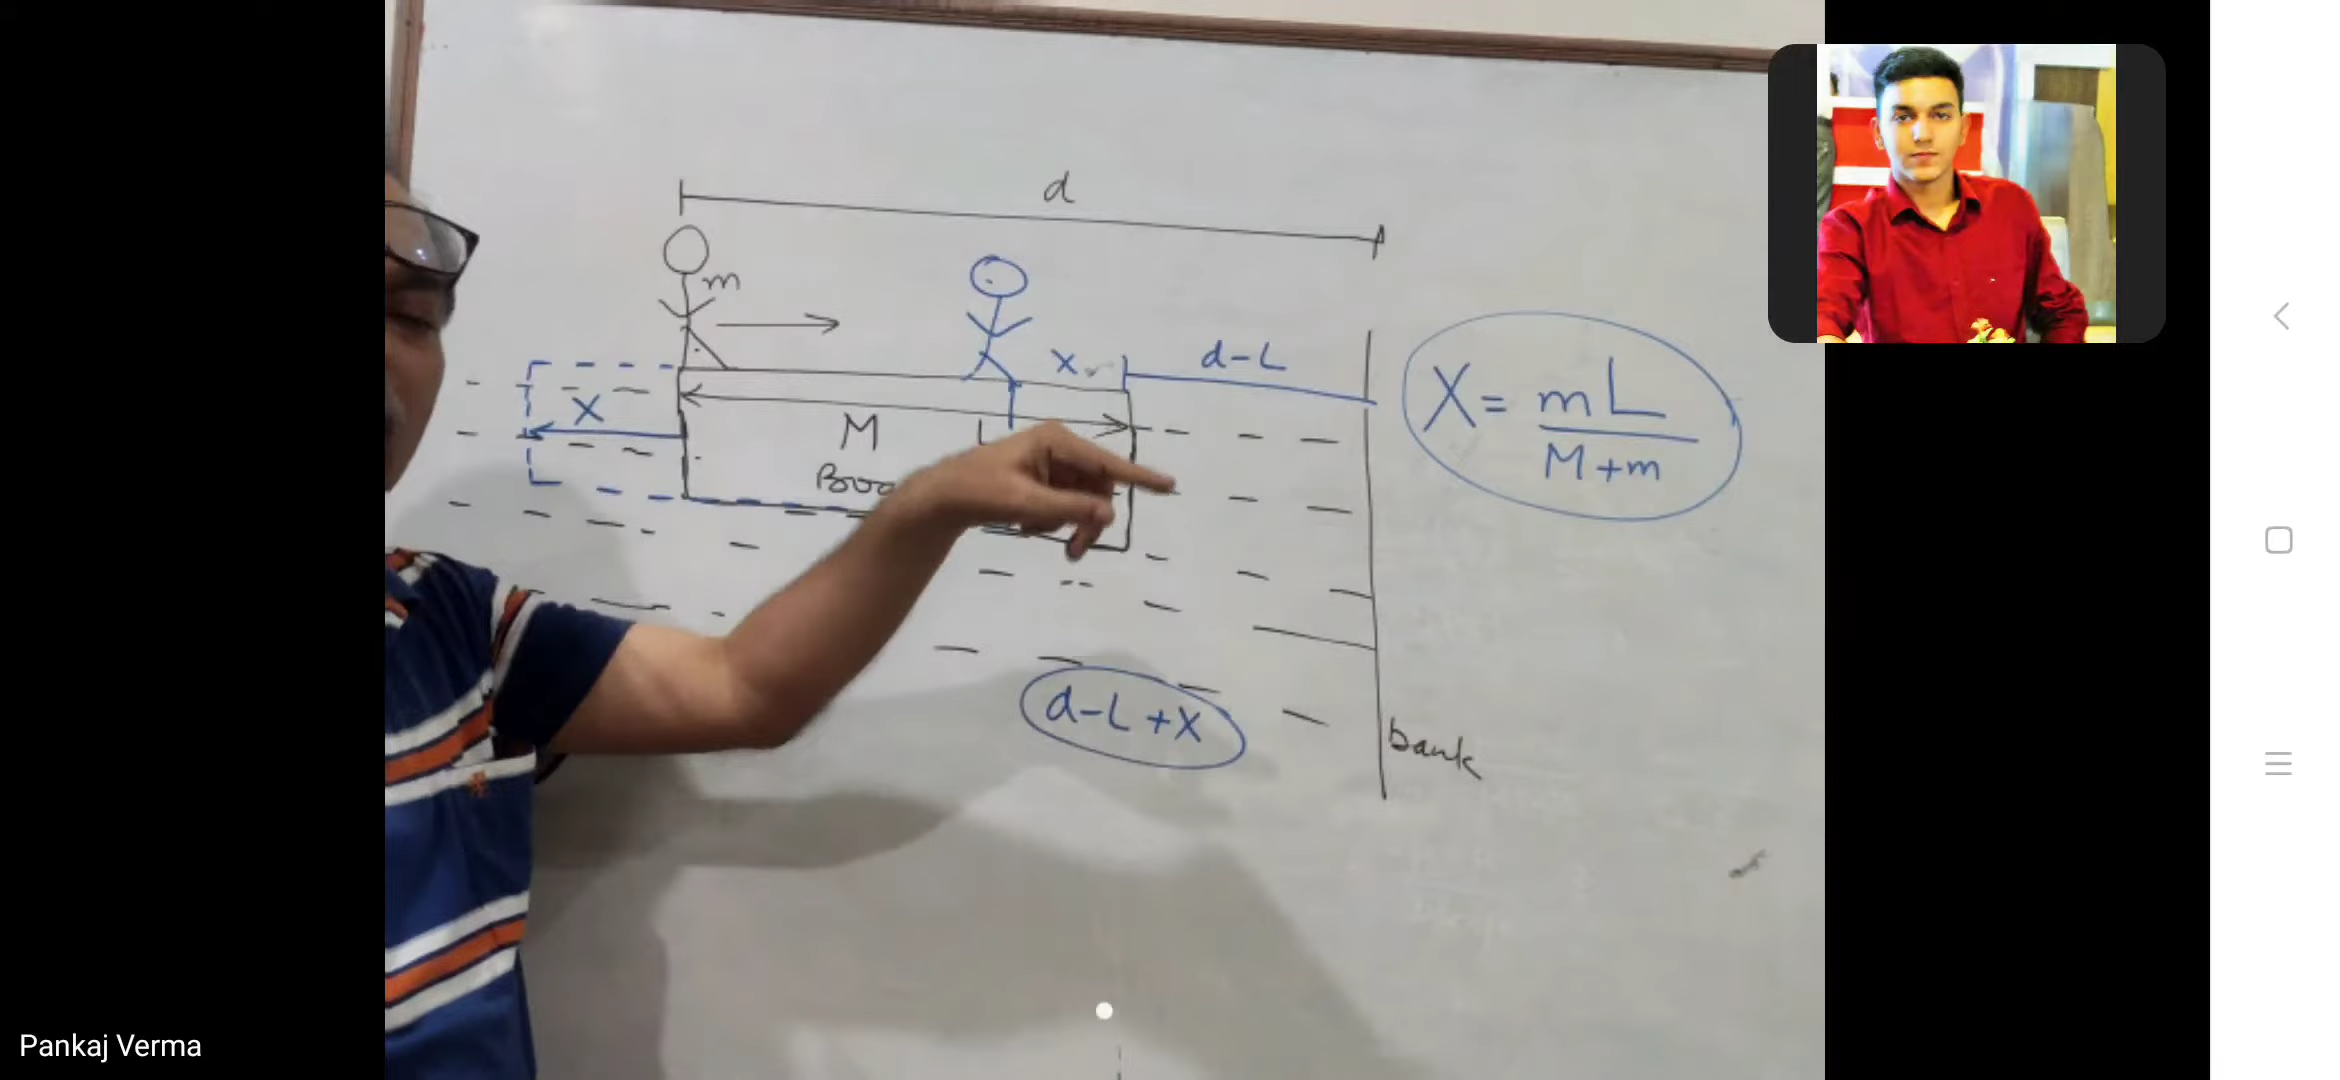 d
m
X
d-L
X
X = mL
M+m
M
L
d-L+X
bank
Pankaj Verma